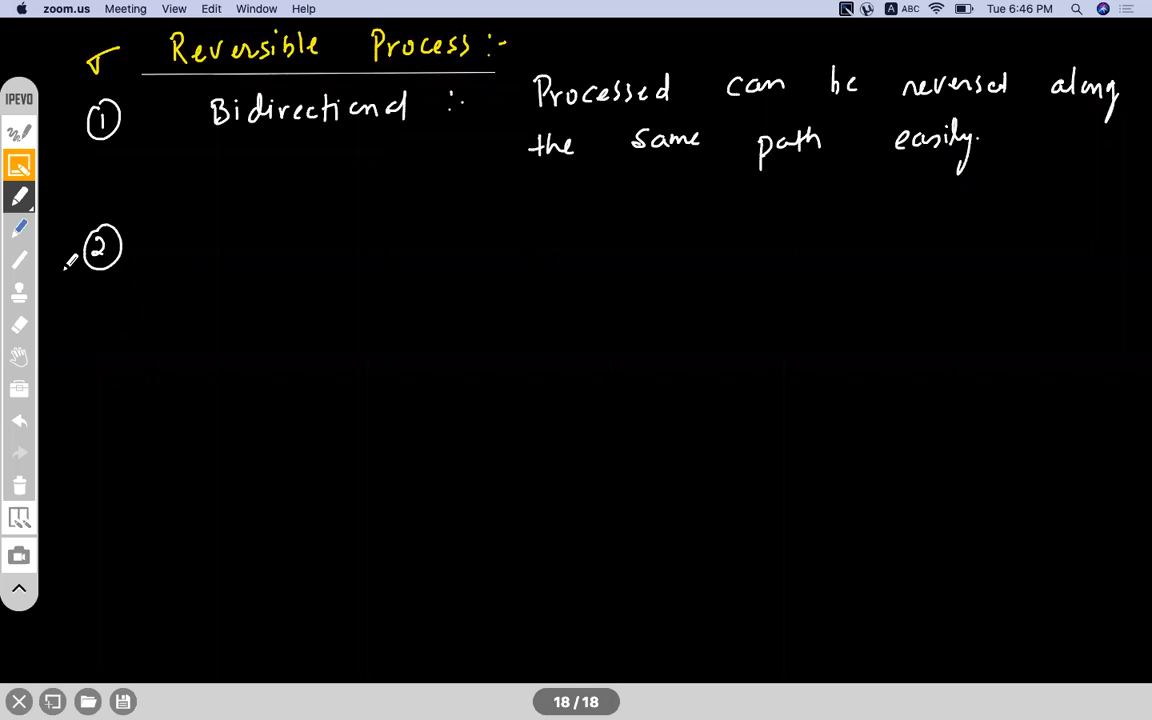 zoom.us Meeting View Edit Window Help
A ABC Tue 6:46 PM
Reversible Process :-
IPEVO
① Bidirectional : Processed can be reversed along
the same path easily.
②
18 / 18